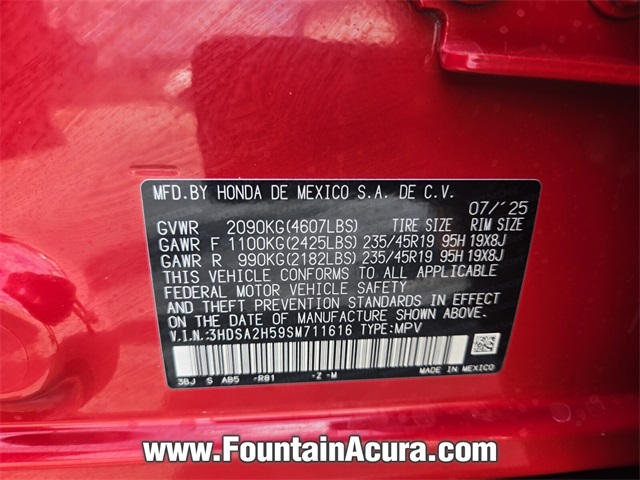 MFD.BY HONDA DE MEXICO S.A. DE C.V.
07/'25
GVWR 2090KG(4607LBS) TIRE SIZE RIM SIZE
GAWR F 1100KG(2425LBS) 235/45R19 95H 19X8J
GAWR R 990KG(2182LBS) 235/45R19 95H 19X8J
THIS VEHICLE CONFORMS TO ALL APPLICABLE
FEDERAL MOTOR VEHICLE SAFETY
AND THEFT PREVENTION STANDARDS IN EFFECT
ON THE DATE OF MANUFACTURE SHOWN ABOVE.
V.I.N.:3HDSA2H59SM711616 TYPE:MPV
3BJ S AB5 -R81 -Z -M
MADE IN MEXICO
www.FountainAcura.com